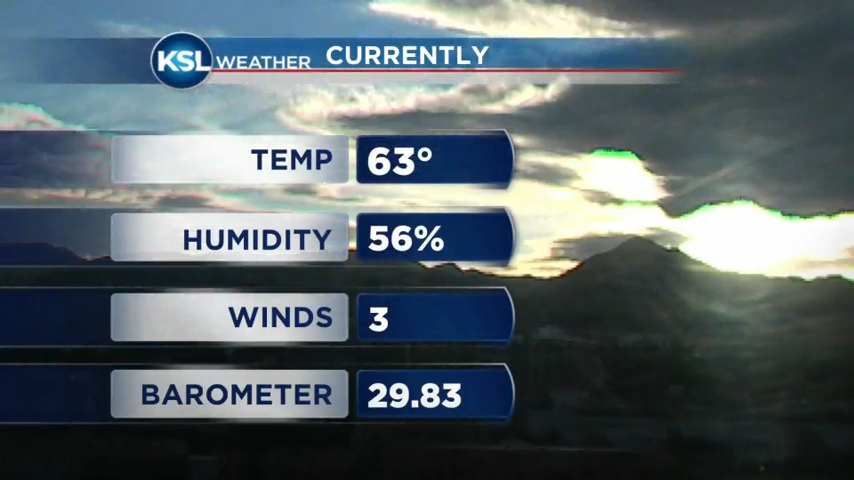 KSL WEATHER CURRENTLY
TEMP 63°
HUMIDITY 56%
WINDS 3
BAROMETER 29.83